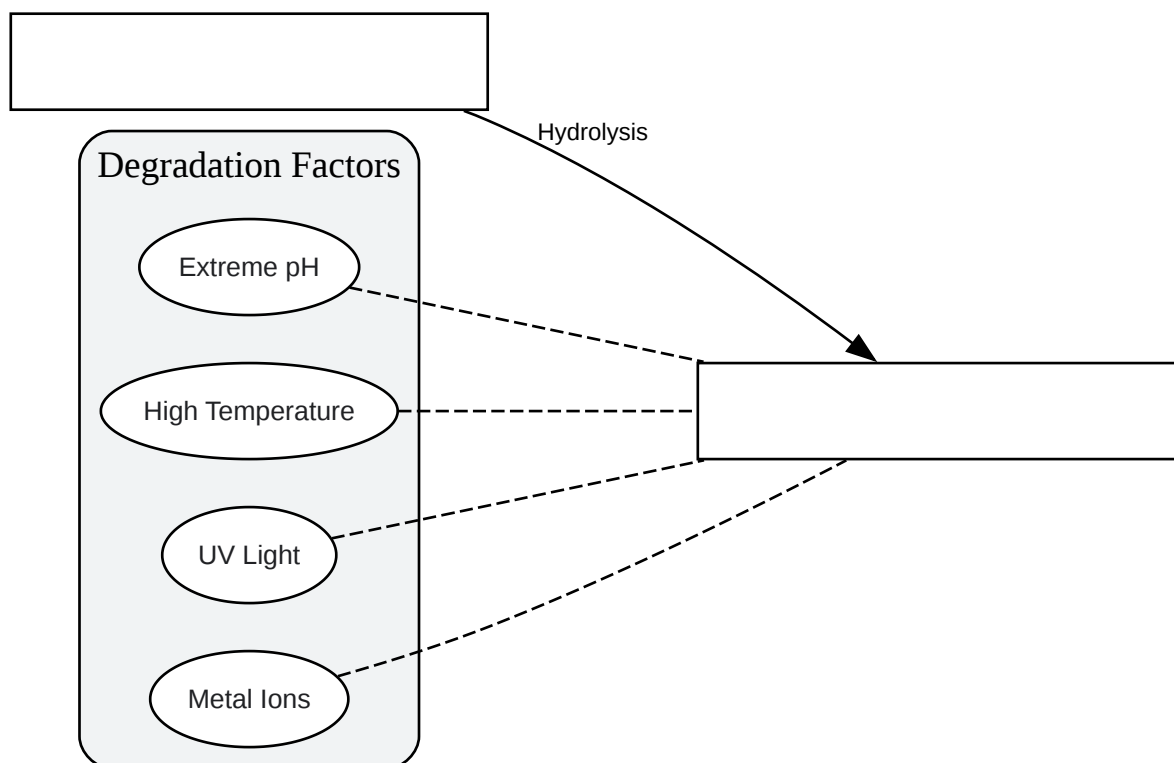 Hydrolysis
Degradation Factors
Extreme pH
High Temperature
UV Light
Metal Ions